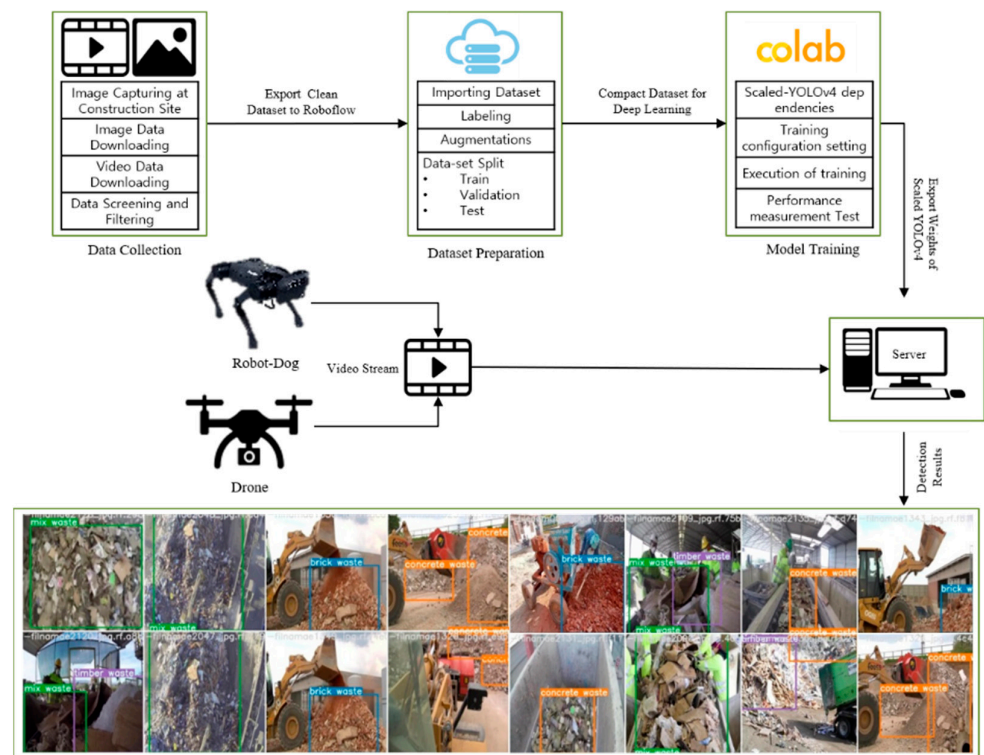 colab
Image Capturing at
Construction Site
Image Data
Downloading
Video Data
Downloading
Data Screening and
Filtering
Data Collection
Export Clean
Dataset to Roboflow
Importing Dataset
Labeling
Augmentations
Data-set Split
• Train
• Validation
• Test
Dataset Preparation
Compact Dataset for
Deep Learning
Scaled-YOLOv4 dep
endencies
Training
configuration setting
Execution of training
Performance
measurement Test
Model Training
Export Weights of
Scaled YOLOv4
Robot-Dog
Video Stream
Drone
Server
Detection
Results
mix waste
mix waste
brick waste
concrete
concrete waste
brick waste
timber waste
mix waste
concrete waste
brick
timber waste
mix waste
brick waste
concrete waste
concrete
concrete waste